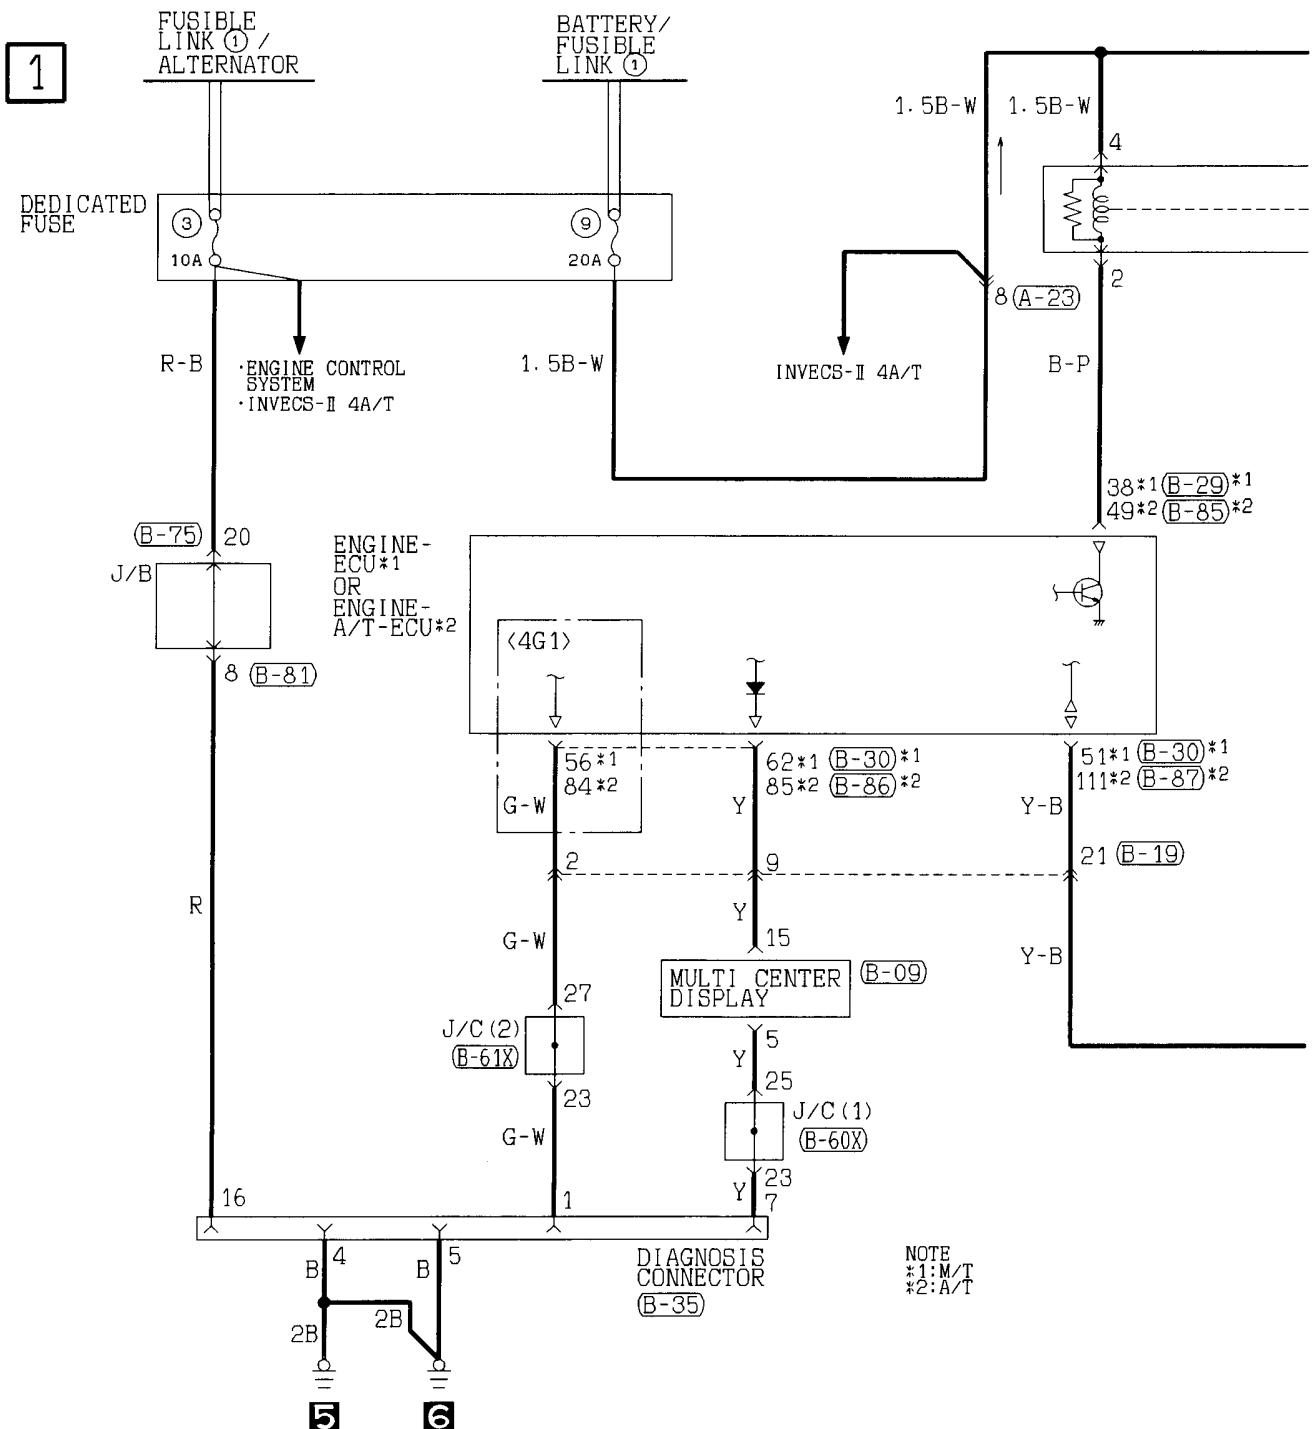 1
FUSIBLE
LINK ① /
ALTERNATOR
BATTERY/
FUSIBLE
LINK ①
1.5B-W
1.5B-W
4
DEDICATED
FUSE
③
10A
⑨
20A
2
8 (A-23)
R-B
·ENGINE CONTROL
SYSTEM
·INVECS-Ⅱ 4A/T
1.5B-W
INVECS-Ⅱ 4A/T
B-P
38*1 (B-29)*1
49*2 (B-85)*2
(B-75) 20
J/B
8 (B-81)
ENGINE-
ECU*1
OR
ENGINE-
A/T-ECU*2
〈4G1〉
56*1
84*2
62*1 (B-30)*1
85*2 (B-86)*2
51*1 (B-30)*1
111*2 (B-87)*2
G-W
Y
Y-B
2
9
21 (B-19)
R
G-W
Y
15
Y-B
MULTI CENTER
DISPLAY
(B-09)
27
J/C(2)
(B-61X)
23
5
Y
25
J/C(1)
(B-60X)
G-W
23
Y
16
1
7
4
B
5
B
DIAGNOSIS
CONNECTOR
(B-35)
NOTE
*1:M/T
*2:A/T
2B
2B
5
6